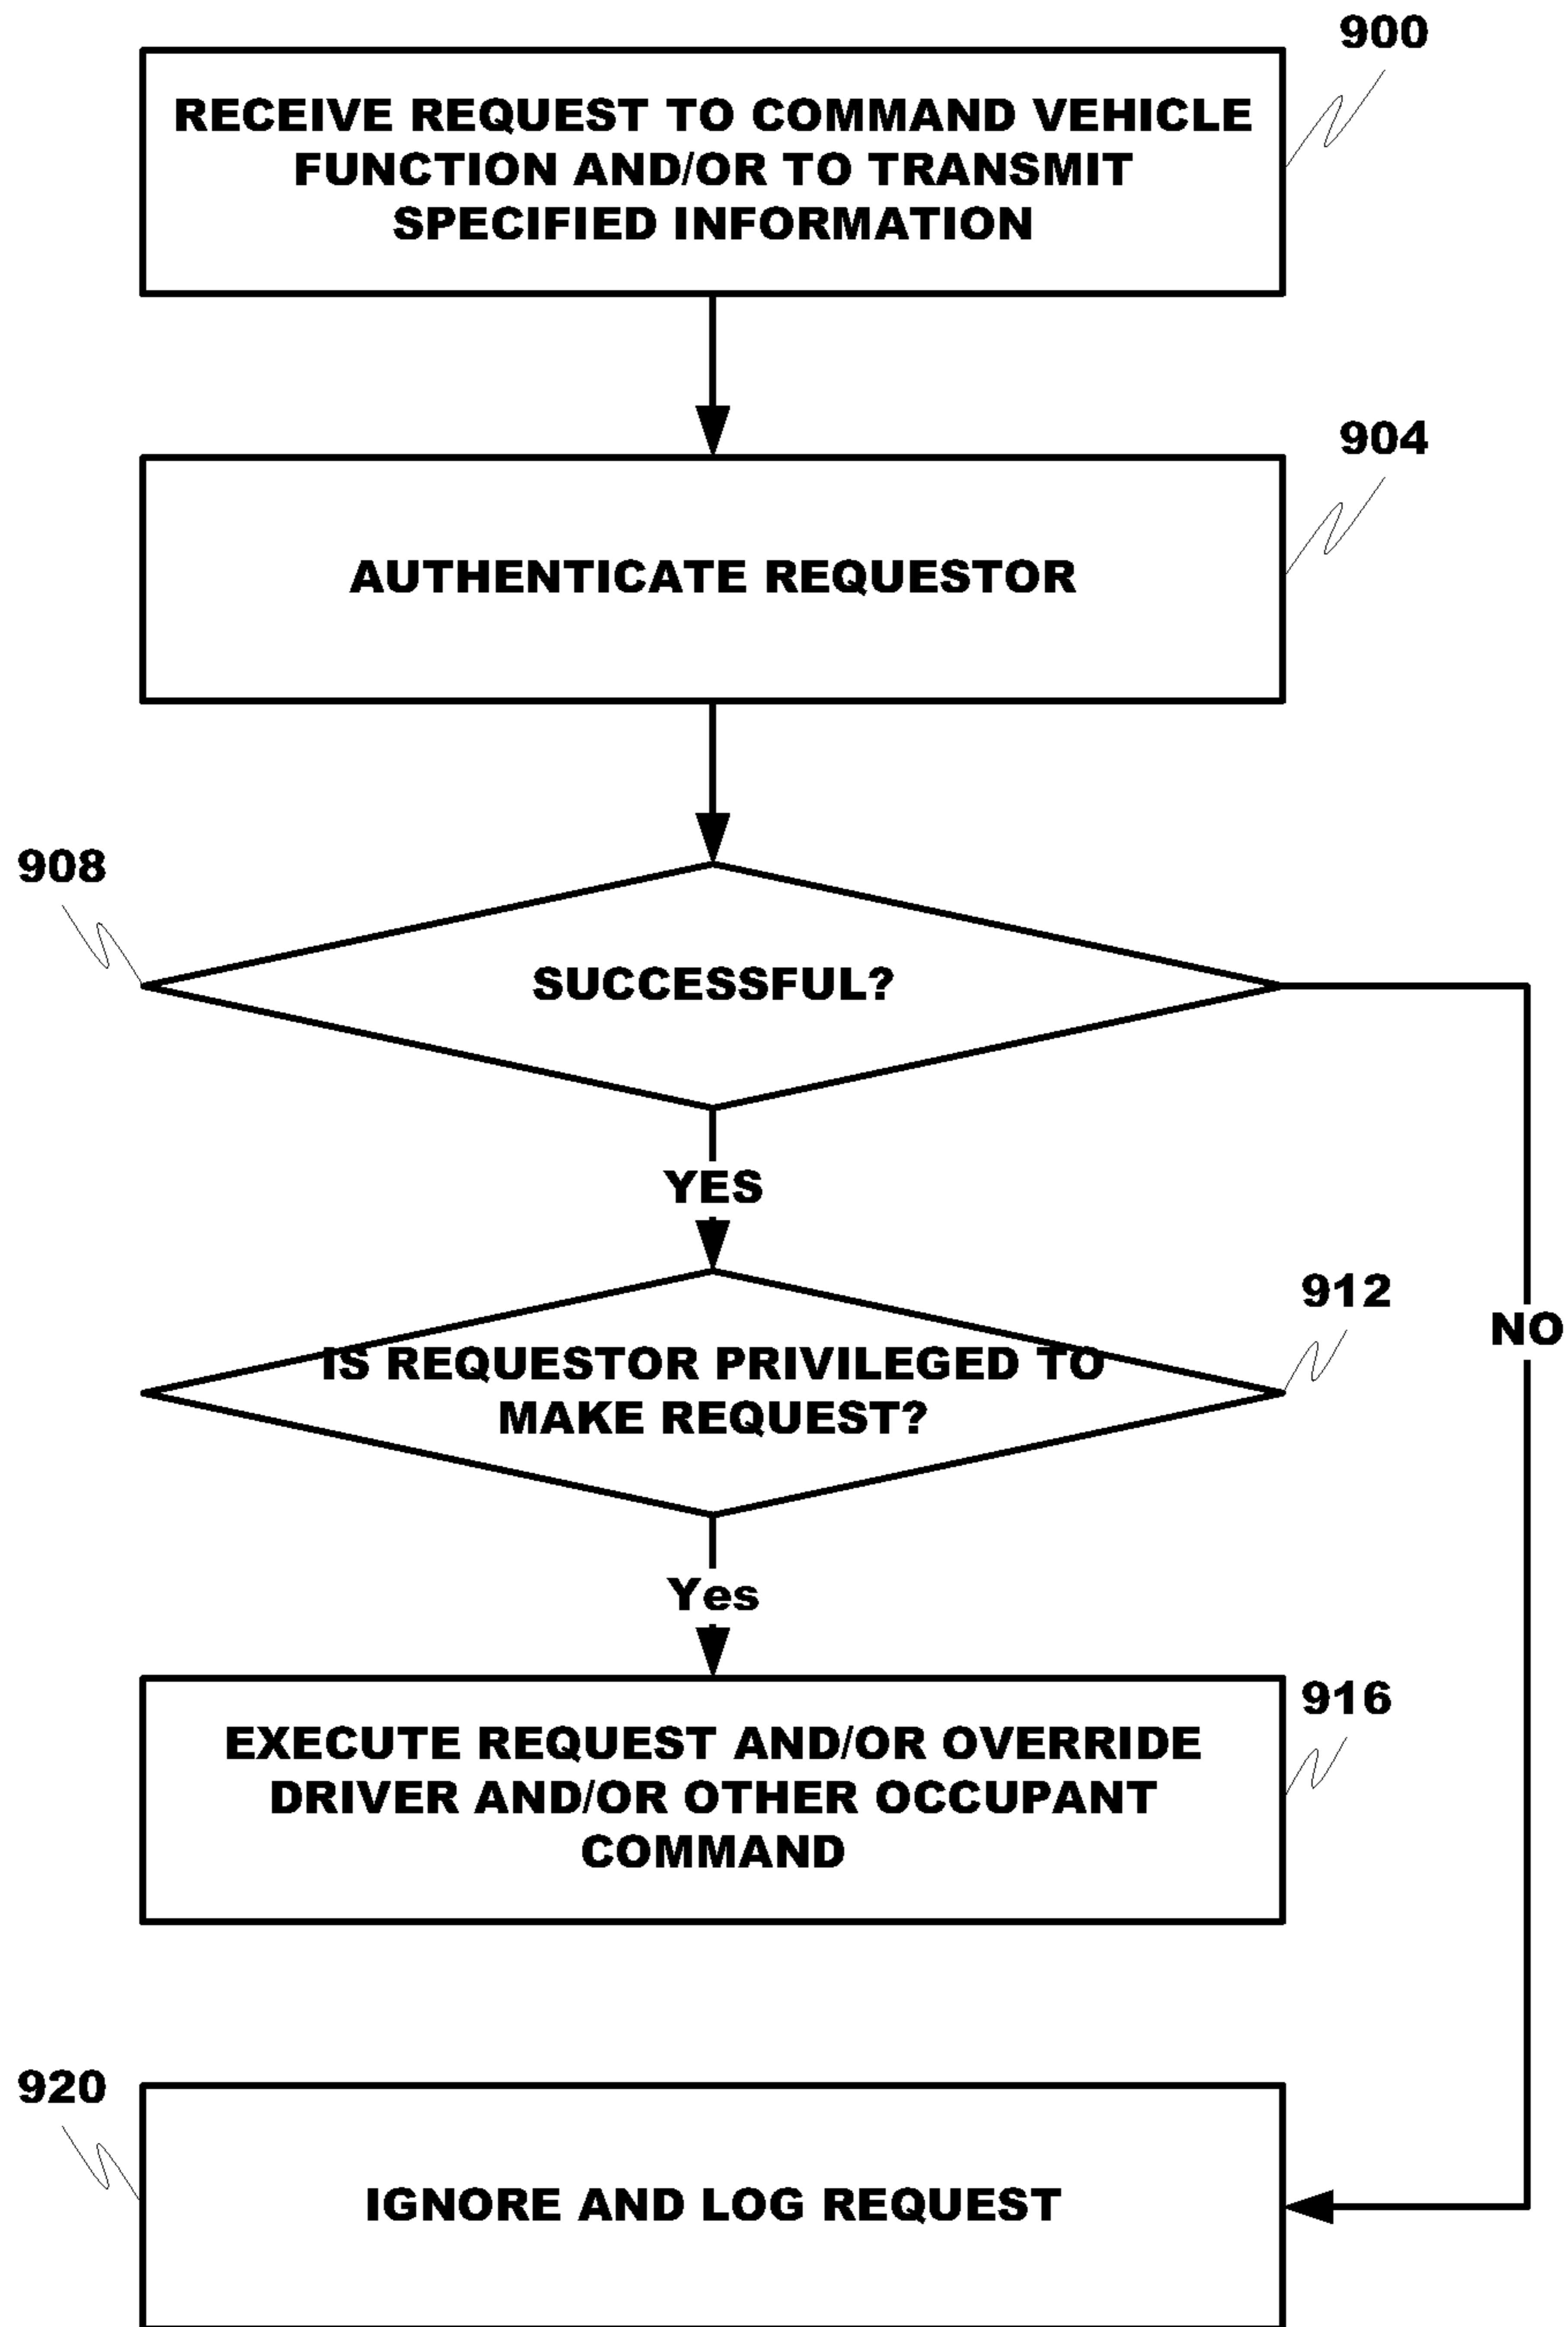 900
RECEIVE REQUEST TO COMMAND VEHICLE
FUNCTION AND/OR TO TRANSMIT
SPECIFIED INFORMATION
904
AUTHENTICATE REQUESTOR
908
SUCCESSFUL?
YES
912
NO
IS REQUESTOR PRIVILEGED TO
MAKE REQUEST?
Yes
916
EXECUTE REQUEST AND/OR OVERRIDE
DRIVER AND/OR OTHER OCCUPANT
COMMAND
920
IGNORE AND LOG REQUEST